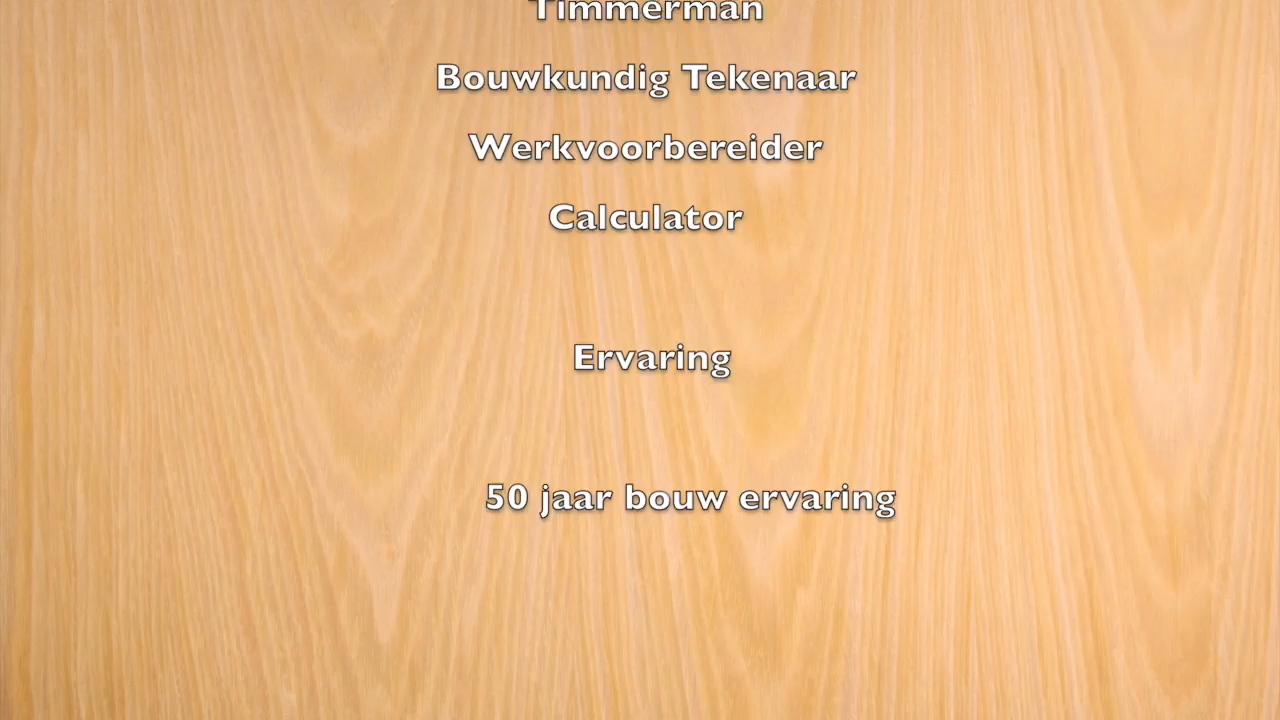 Timmerman
Bouwkundig Tekenaar
Werkvoorbereider
Calculator
Ervaring
50 jaar bouw ervaring